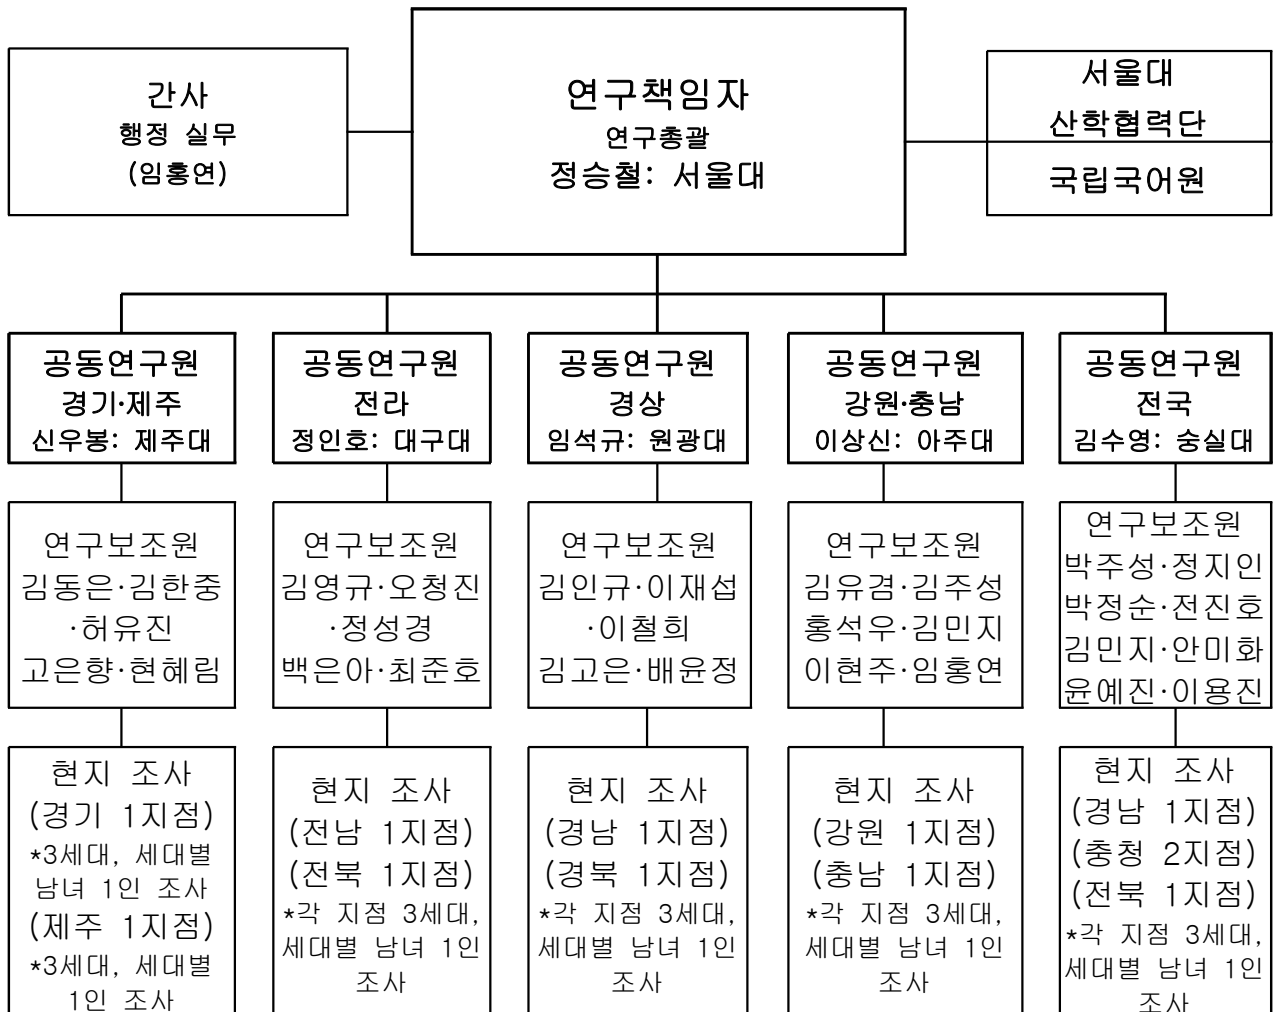 간사
행정 실무
(임홍연)
연구책임자
연구총괄
정승철: 서울대
서울대
산학협력단
국립국어원
공동연구원
경기·제주
신우봉: 제주대
공동연구원
전라
정인호: 대구대
공동연구원
경상
임석규: 원광대
공동연구원
강원·충남
이상신: 아주대
공동연구원
전국
김수영: 숭실대
연구보조원
김동은·김한중
·허유진
고은향·현혜림
연구보조원
김영규·오청진
·정성경
백은아·최준호
연구보조원
김인규·이재섭
·이철희
김고은·배윤정
연구보조원
김유겸·김주성
홍석우·김민지
이현주·임홍연
연구보조원
박주성·정지인
박정순·전진호
김민지·안미화
윤예진·이용진
현지 조사
(경기 1지점)
*3세대, 세대별
남녀 1인 조사
(제주 1지점)
*3세대, 세대별
1인 조사
현지 조사
(전남 1지점)
(전북 1지점)
*각 지점 3세대,
세대별 남녀 1인
조사
현지 조사
(경남 1지점)
(경북 1지점)
*각 지점 3세대,
세대별 남녀 1인
조사
현지 조사
(강원 1지점)
(충남 1지점)
*각 지점 3세대,
세대별 남녀 1인
조사
현지 조사
(경남 1지점)
(충청 2지점)
(전북 1지점)
*각 지점 3세대,
세대별 남녀 1인
조사